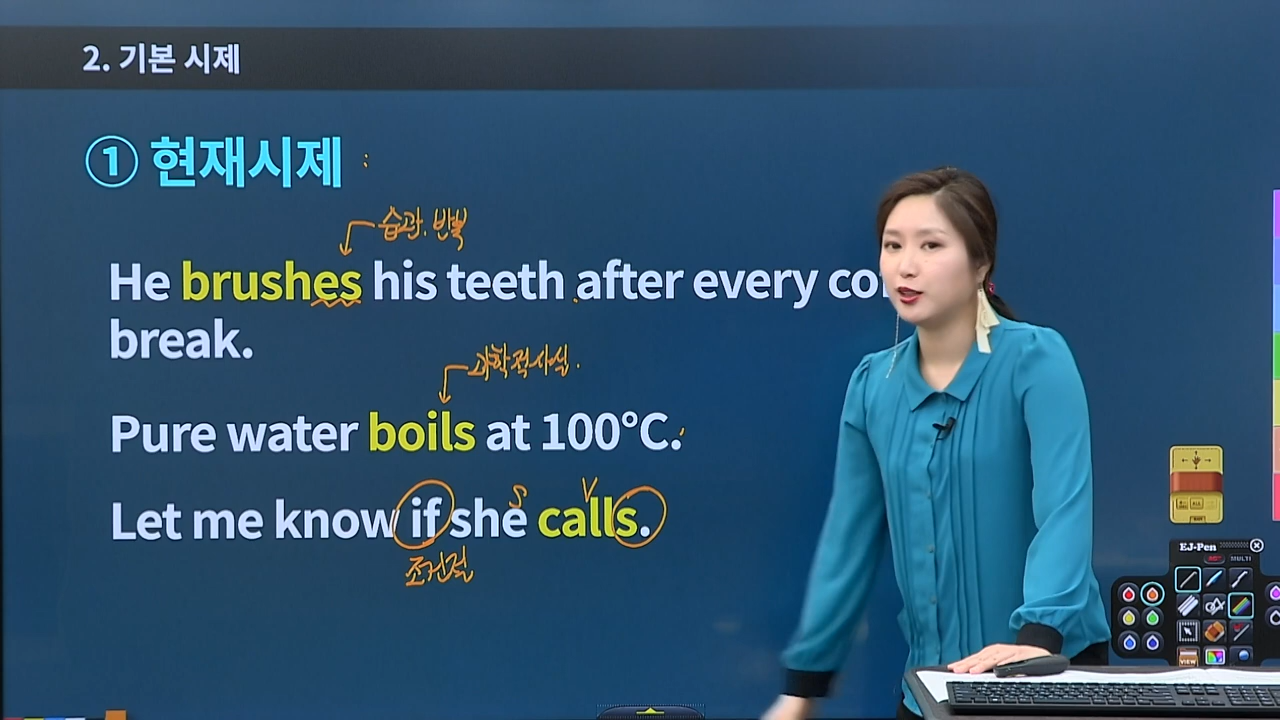 2. 기본 시제
① 현재시제 :
습관. 반복
He brushes his teeth after every
break.
과학적사실.
Pure water boils at 100°C.
S V
Let me know if she calls.
조건절
EJ-Pen
MULTI
VIEW